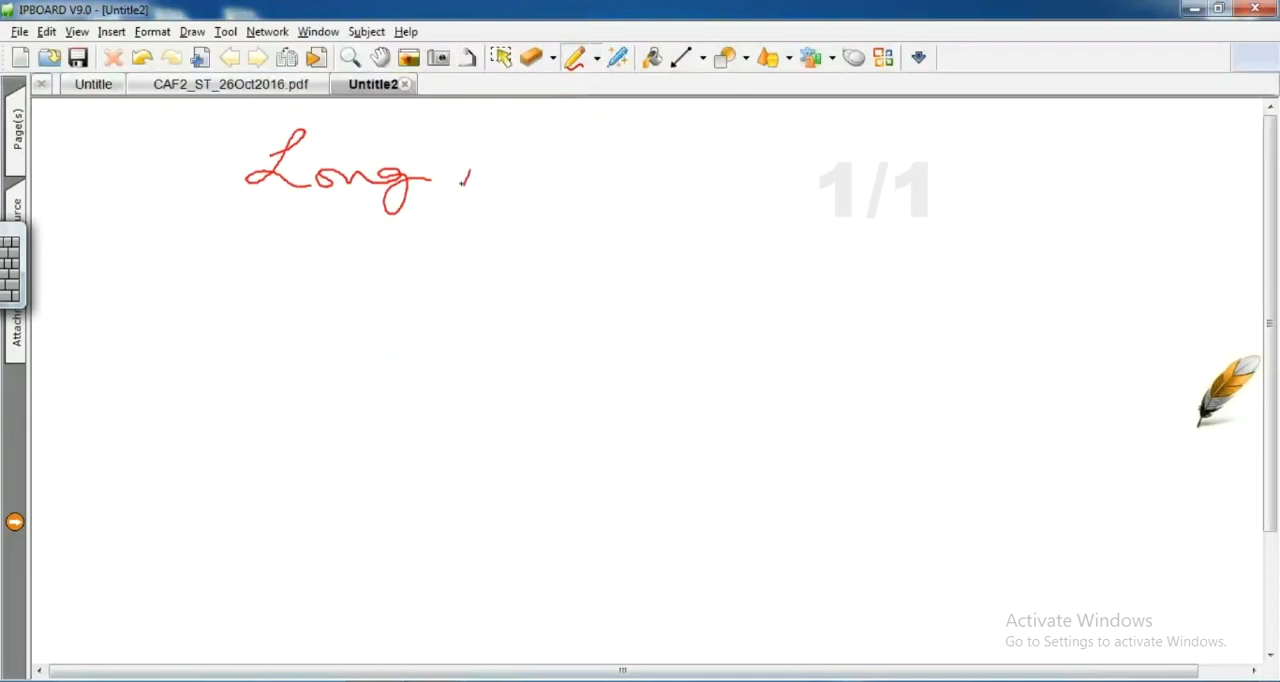 IPBOARD V9.0 - [Untitle2]
File Edit View Insert Format Draw Tool Network Window Subject Help
Untitle CAF2_ST_26Oct2016.pdf Untitle2
Page(s)
Long
1/1
Activate Windows
Go to Settings to activate Windows.